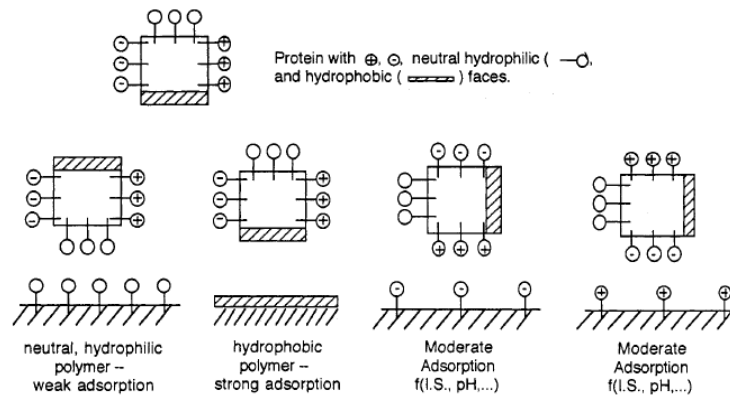 Protein with ⊕, ⊖, neutral hydrophilic ( —○,
and hydrophobic ( ▨ ) faces.
neutral, hydrophilic
polymer --
weak adsorption
hydrophobic
polymer --
strong adsorption
Moderate
Adsorption
f(I.S., pH,...)
Moderate
Adsorption
f(I.S., pH,...)